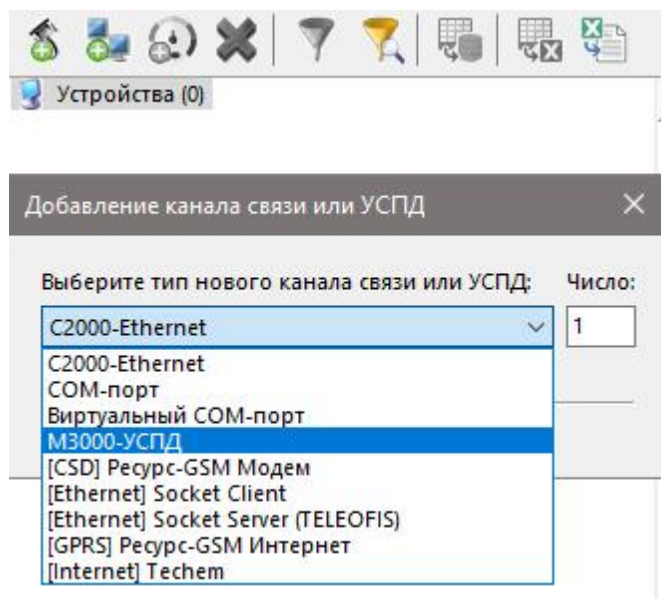 Устройства (0)
Добавление канала связи или УСПД
Выберите тип нового канала связи или УСПД: Число:
C2000-Ethernet 1
C2000-Ethernet
COM-порт
Виртуальный COM-порт
М3000-УСПД
[CSD] Ресурс-GSM Модем
[Ethernet] Socket Client
[Ethernet] Socket Server (TELEOFIS)
[GPRS] Ресурс-GSM Интернет
[Internet] Techem